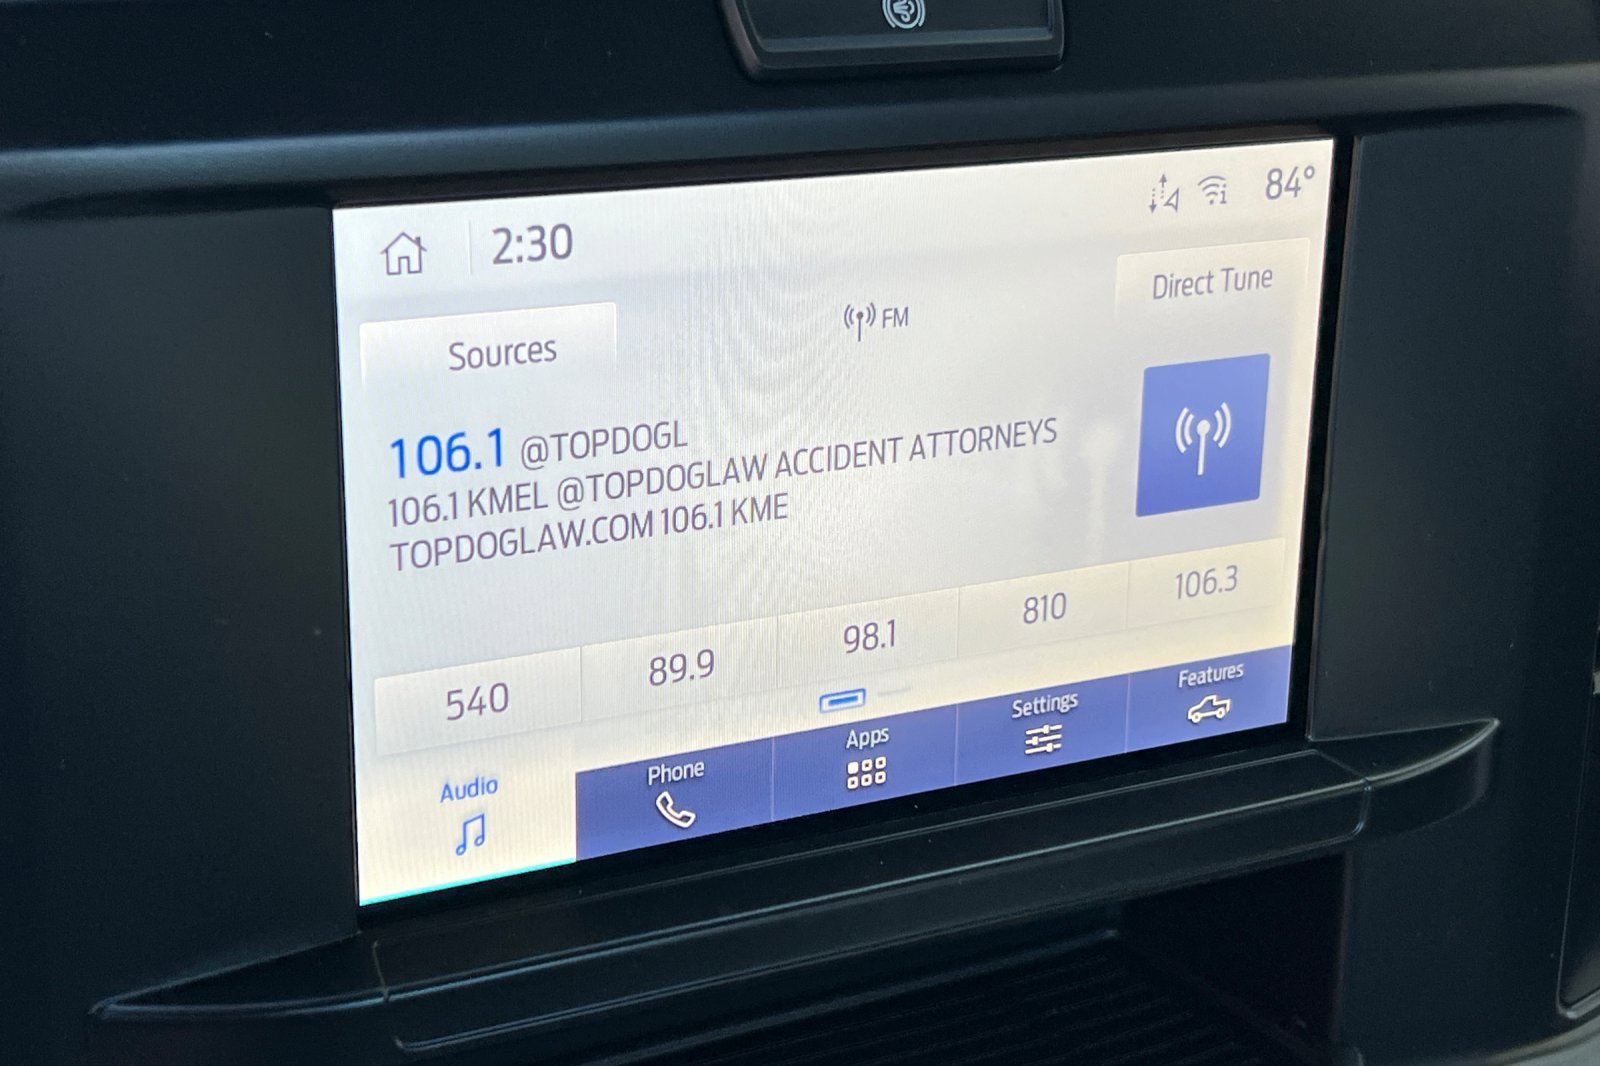 2:30
84°
Sources
FM
Direct Tune
106.1 @TOPDOGL
106.1 KMEL @TOPDOGLAW ACCIDENT ATTORNEYS
TOPDOGLAW.COM 106.1 KME
540
89.9
98.1
810
106.3
Audio
Phone
Apps
Settings
Features